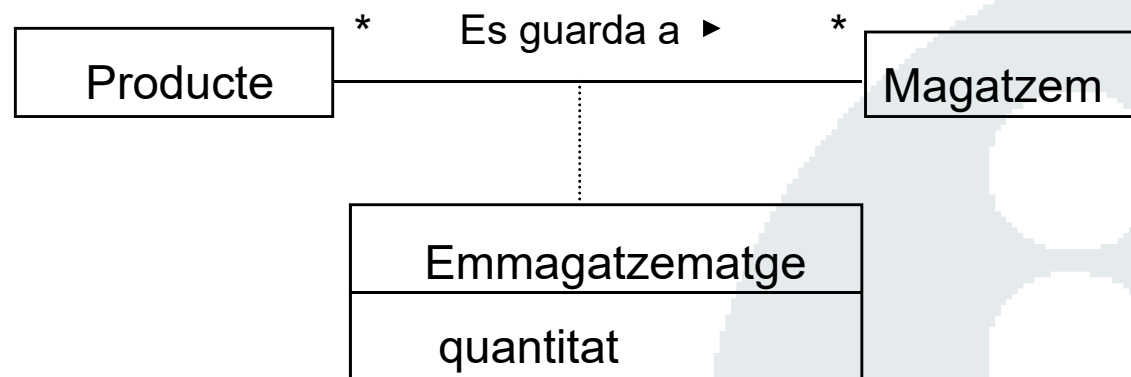 * Es guarda a ► *
Producte
Magatzem
Emmagatzematge
quantitat